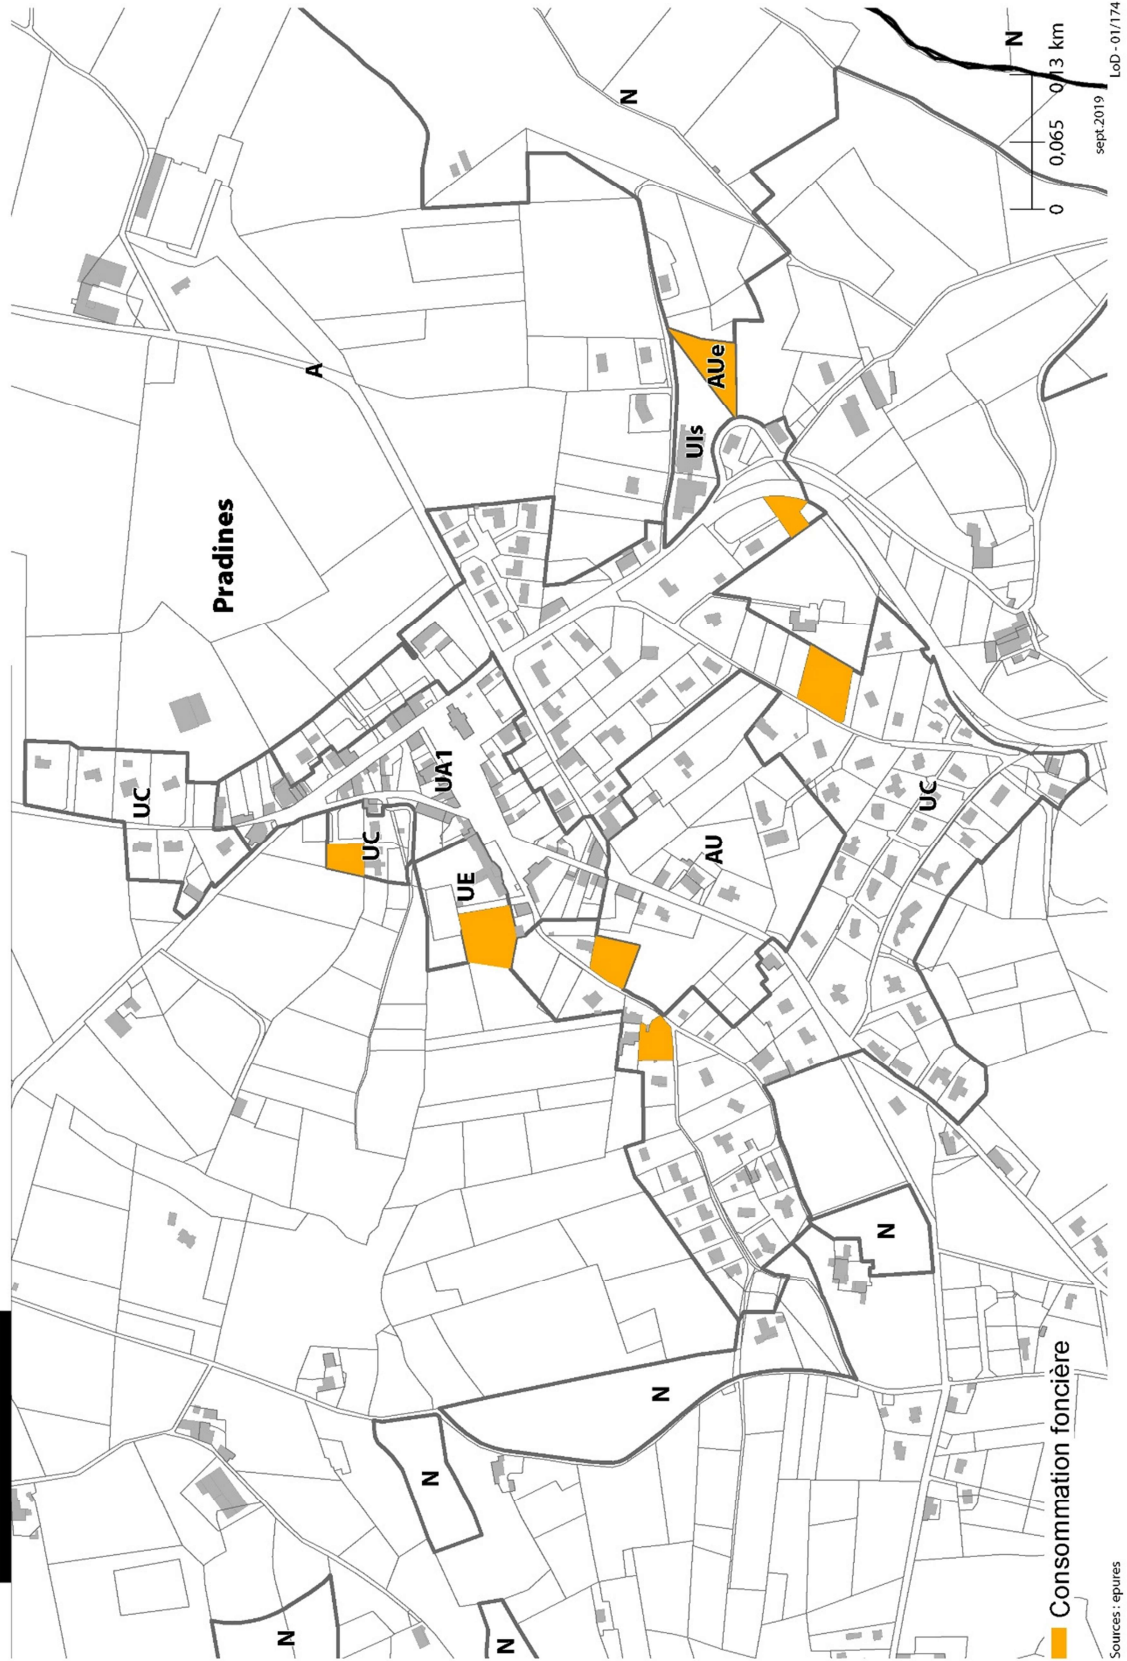 N
N
N
A
Pradines
AUe
UIs
UC
UA1
UC
UE
AU
UC
N
N
N
N
N
0 0,065 0,13 km
sept.2019
LoD - 01/174
Consommation foncière
Sources : epures